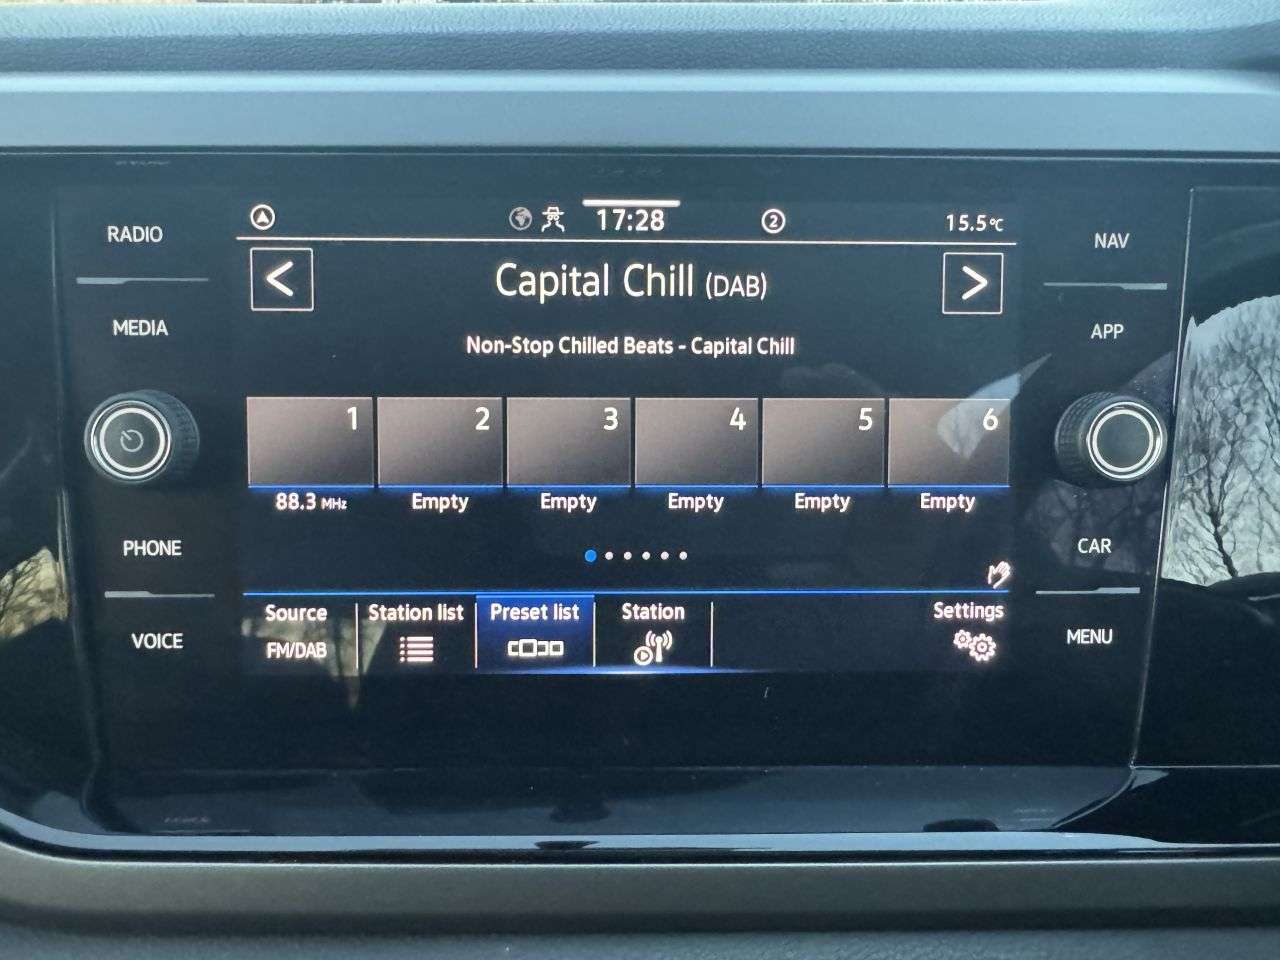 RADIO
MEDIA
PHONE
VOICE
17:28
2
15.5°C
Capital Chill (DAB)
Non-Stop Chilled Beats - Capital Chill
1 2 3 4 5 6
88.3 MHz Empty Empty Empty Empty Empty
Source Station list Preset list Station Settings
FM/DAB
NAV
APP
CAR
MENU